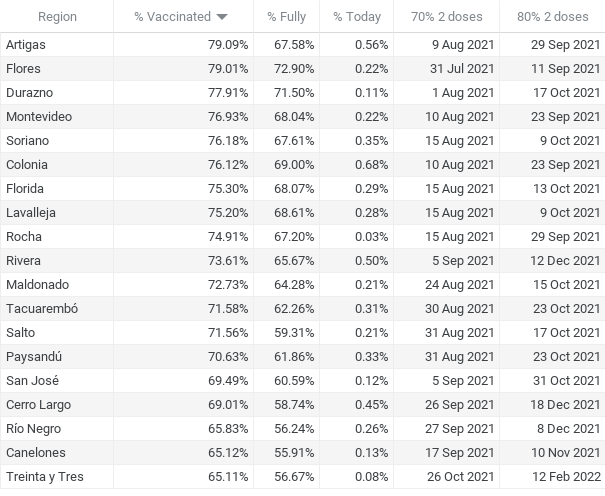 Region % Vaccinated % Fully % Today 70% 2 doses 80% 2 doses
Artigas 79.09% 67.58% 0.56% 9 Aug 2021 29 Sep 2021
Flores 79.01% 72.90% 0.22% 31 Jul 2021 11 Sep 2021
Durazno 77.91% 71.50% 0.11% 1 Aug 2021 17 Oct 2021
Montevideo 76.93% 68.04% 0.22% 10 Aug 2021 23 Sep 2021
Soriano 76.18% 67.61% 0.35% 15 Aug 2021 9 Oct 2021
Colonia 76.12% 69.00% 0.68% 10 Aug 2021 23 Sep 2021
Florida 75.30% 68.07% 0.29% 15 Aug 2021 13 Oct 2021
Lavalleja 75.20% 68.61% 0.28% 15 Aug 2021 9 Oct 2021
Rocha 74.91% 67.20% 0.03% 15 Aug 2021 29 Sep 2021
Rivera 73.61% 65.67% 0.50% 5 Sep 2021 12 Dec 2021
Maldonado 72.73% 64.28% 0.21% 24 Aug 2021 15 Oct 2021
Tacuarembó 71.58% 62.26% 0.31% 30 Aug 2021 23 Oct 2021
Salto 71.56% 59.31% 0.21% 31 Aug 2021 17 Oct 2021
Paysandú 70.63% 61.86% 0.33% 31 Aug 2021 23 Oct 2021
San José 69.49% 60.59% 0.12% 5 Sep 2021 31 Oct 2021
Cerro Largo 69.01% 58.74% 0.45% 26 Sep 2021 18 Dec 2021
Río Negro 65.83% 56.24% 0.26% 27 Sep 2021 8 Dec 2021
Canelones 65.12% 55.91% 0.13% 17 Sep 2021 10 Nov 2021
Treinta y Tres 65.11% 56.67% 0.08% 26 Oct 2021 12 Feb 2022